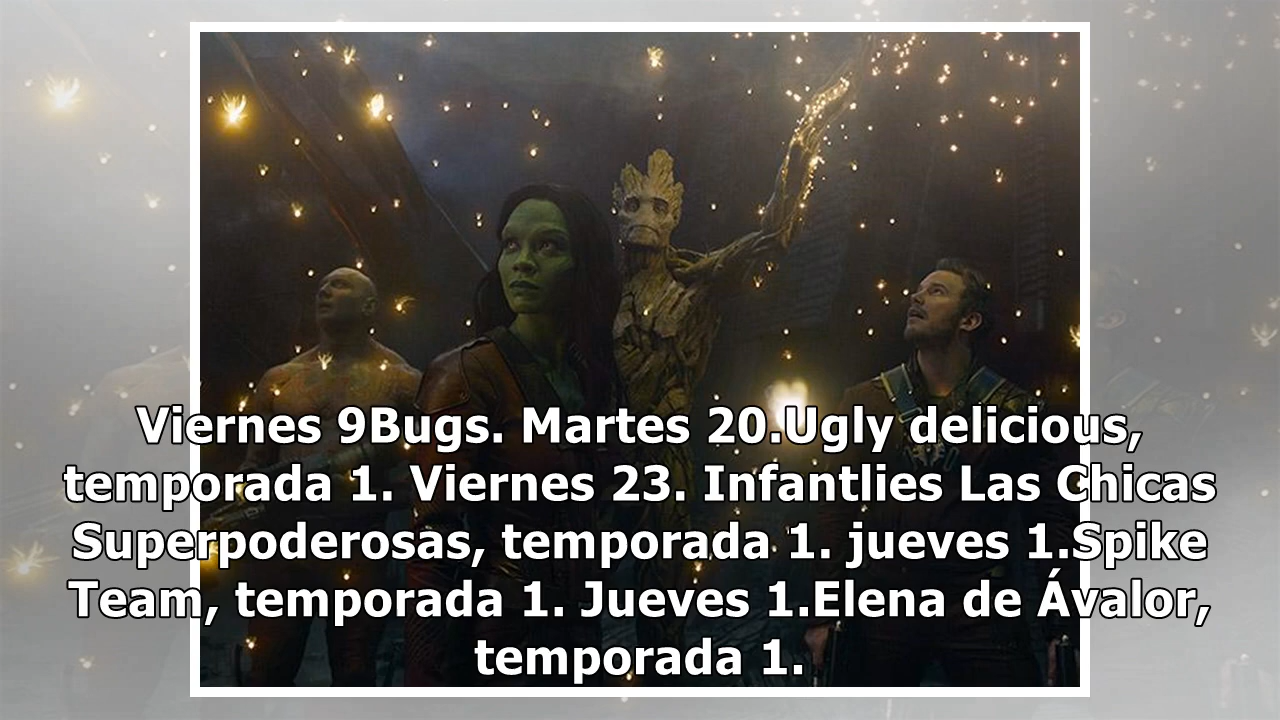 Viernes 9Bugs. Martes 20.Ugly delicious,
temporada 1. Viernes 23. Infantlies Las Chicas
Superpoderosas, temporada 1. jueves 1.Spike
Team, temporada 1. Jueves 1.Elena de Ávalor,
temporada 1.